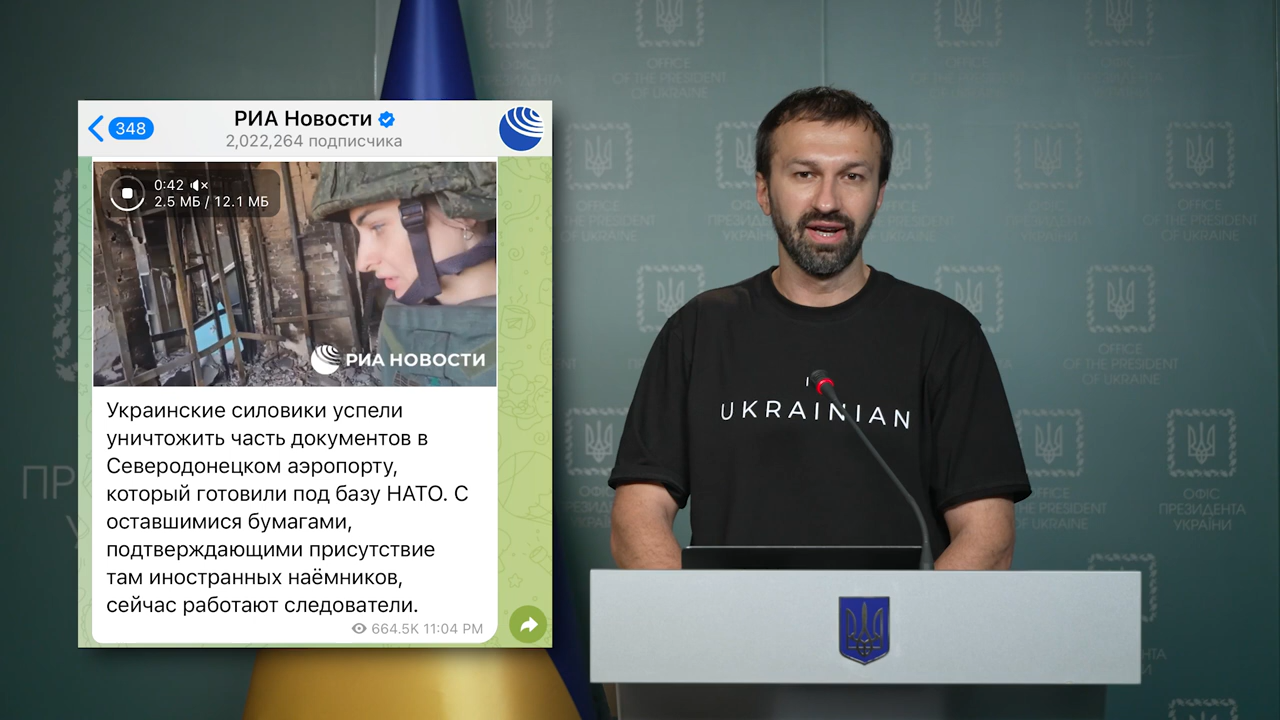 348
РИА Новости
2,022,264 подписчика
0:42
2.5 МБ / 12.1 МБ
РИА НОВОСТИ
Украинские силовики успели
уничтожить часть документов в
Северодонецком аэропорту,
который готовили под базу НАТО. С
оставшимися бумагами,
подтверждающими присутствие
там иностранных наёмников,
сейчас работают следователи.
664.5K 11:04 PM
I
UKRAINIAN
OFFICE
OF THE PRESIDENT
OF UKRAINE
ОФІС
ПРЕЗИДЕНТА
УКРАЇНИ